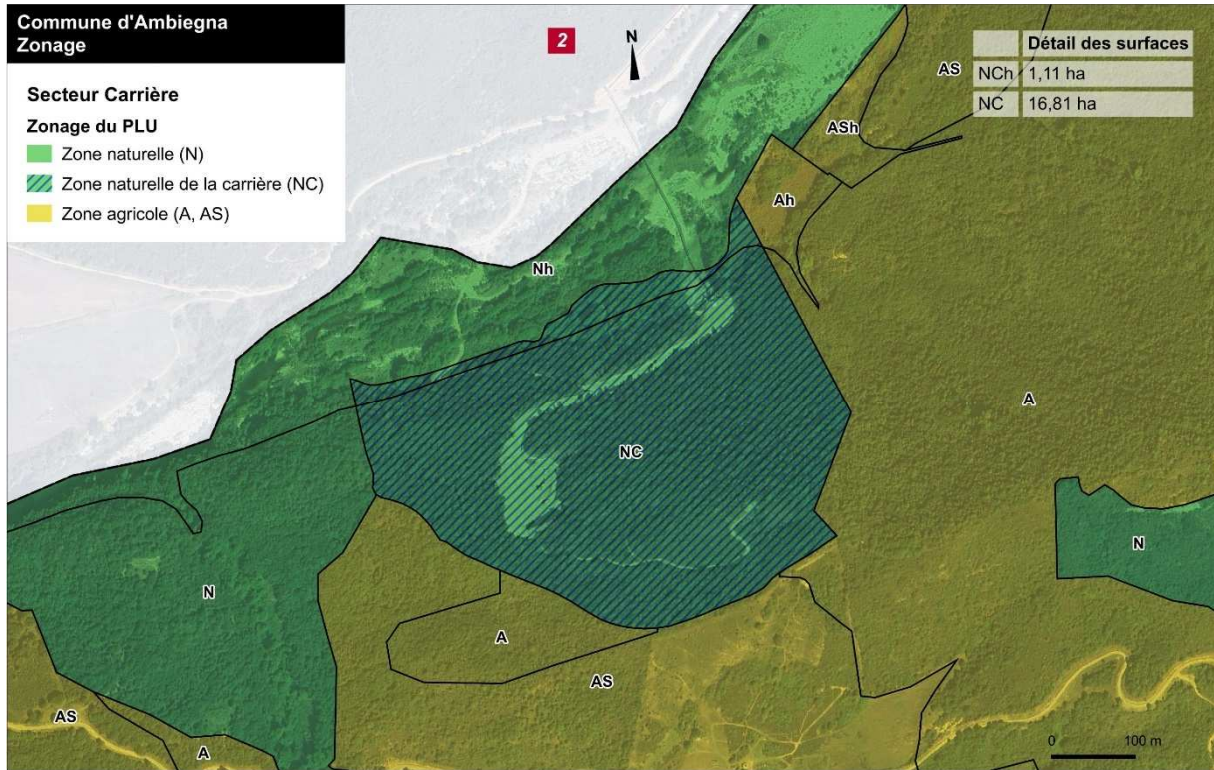 Commune d'Ambiegna
Zonage
Secteur Carrière
Zonage du PLU
Zone naturelle (N)
Zone naturelle de la carrière (NC)
Zone agricole (A, AS)
2
N
Détail des surfaces
NCh 1,11 ha
NC 16,81 ha
AS
ASh
Ah
Nh
A
NC
N
N
A
AS
AS
A
0 100 m